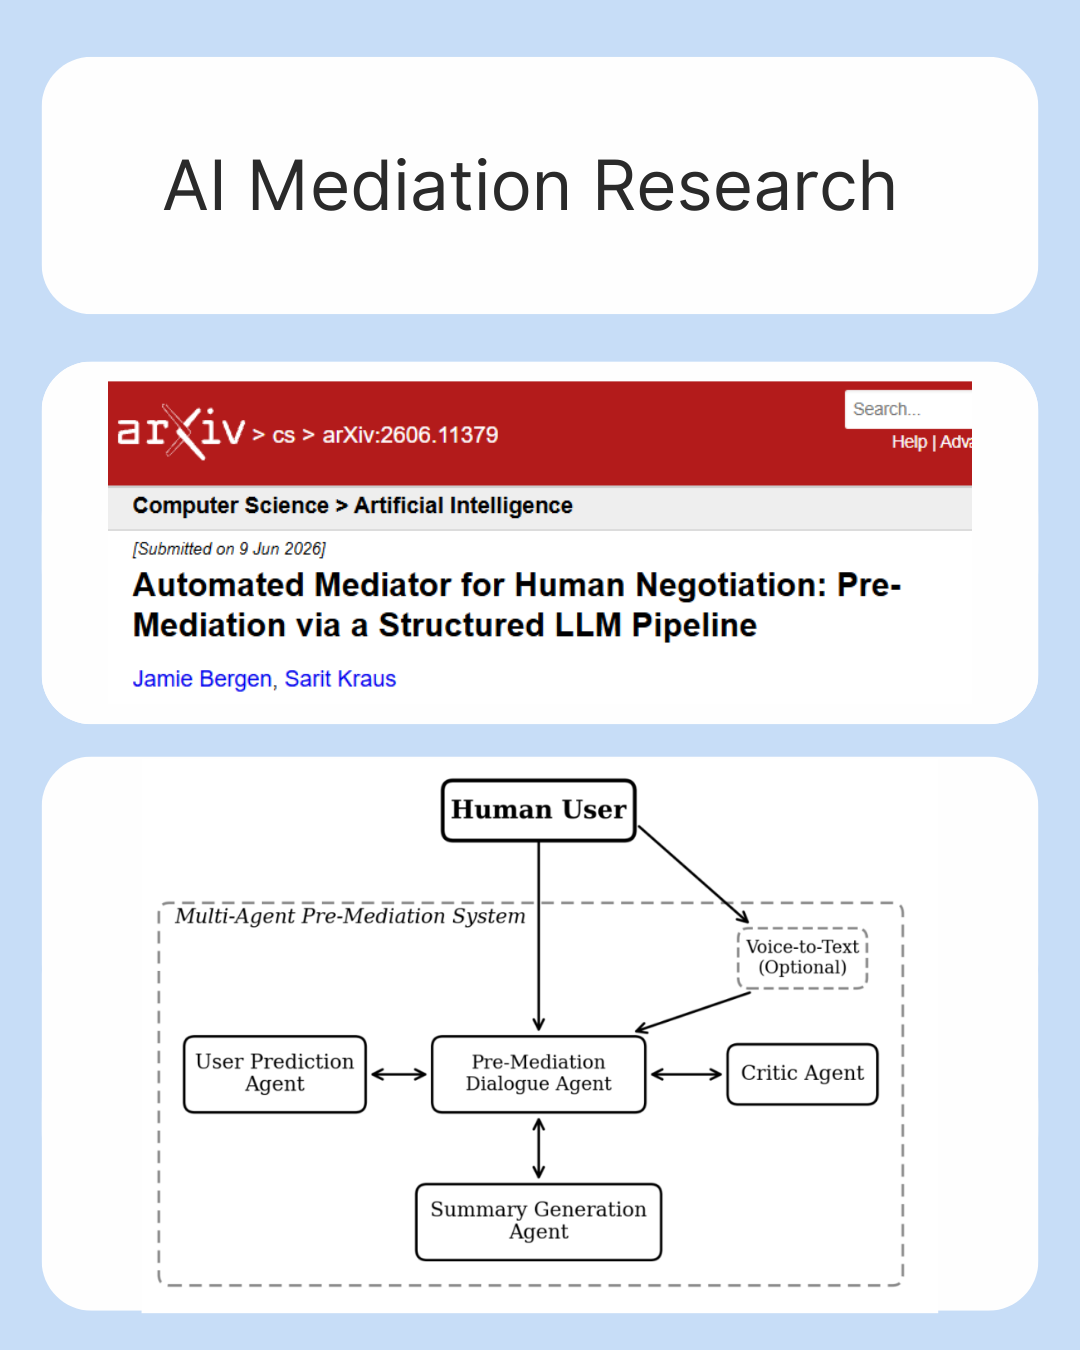 AI Mediation Research
arXiv > cs > arXiv:2606.11379
Search...
Help | Adva
Computer Science > Artificial Intelligence
[Submitted on 9 Jun 2026]
Automated Mediator for Human Negotiation: Pre-
Mediation via a Structured LLM Pipeline
Jamie Bergen, Sarit Kraus
Human User
Multi-Agent Pre-Mediation System
Voice-to-Text
(Optional)
User Prediction
Agent
Pre-Mediation
Dialogue Agent
Critic Agent
Summary Generation
Agent